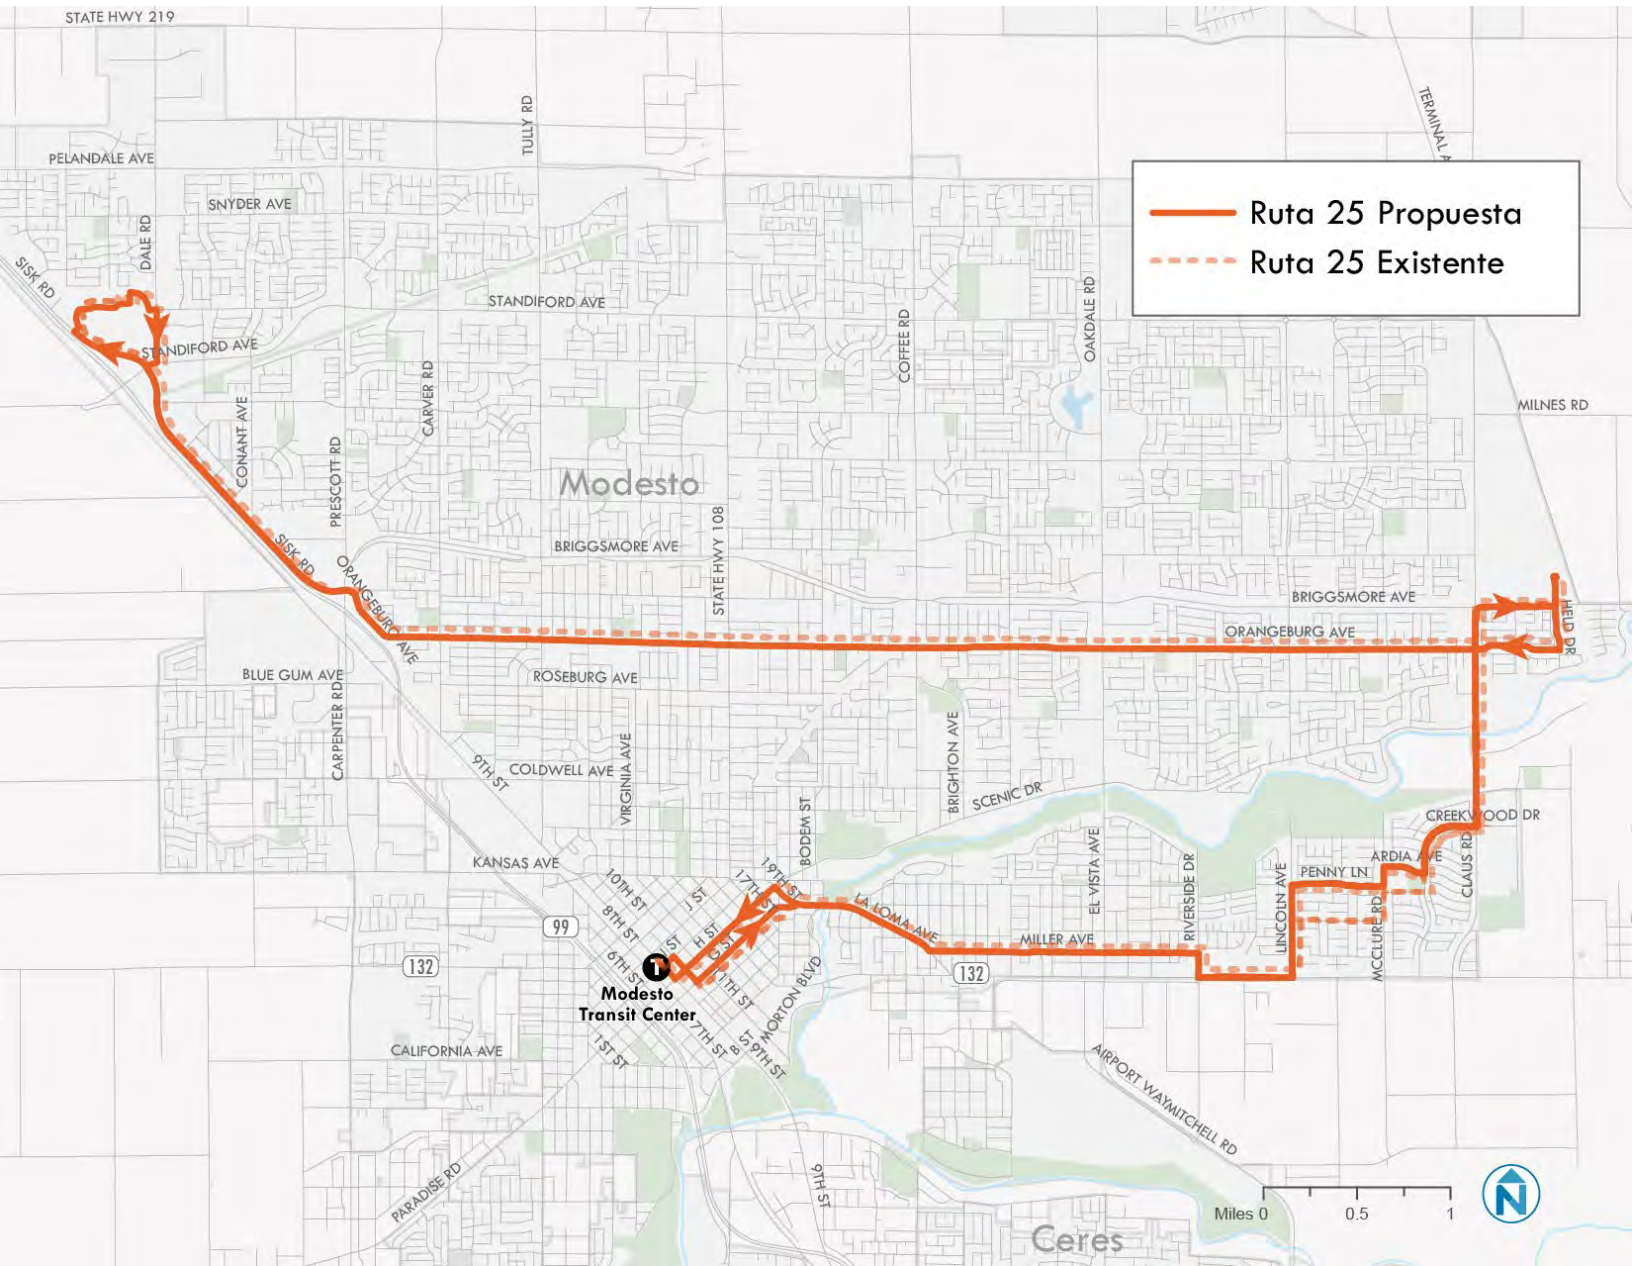 STATE HWY 219
TULLY RD
TERMINAL A
PELANDALE AVE
SNYDER AVE
DALE RD
Ruta 25 Propuesta
Ruta 25 Existente
SISK RD
STANDIFORD AVE
OAKDALE RD
COFFEE RD
STANDIFORD AVE
CARVER RD
CONANT AVE
MILNES RD
PRESCOTT RD
Modesto
STATE HWY 108
BRIGGSMORE AVE
SISK RD
ORANGEBURG AVE
BRIGGSMORE AVE
HELD DR
ORANGEBURG AVE
BLUE GUM AVE
ROSEBURG AVE
CARPENTER RD
9TH ST
COLDWELL AVE
VIRGINIA AVE
BRIGHTON AVE
SCENIC DR
BODEM ST
CREEKWOOD DR
KANSAS AVE
19TH ST
17TH ST
10TH ST
J ST
8TH ST
LA LOMA AVE
EL VISTA AVE
RIVERSIDE DR
LINCOLN AVE
PENNY LN
ARDIA AVE
CLAUS RD
MCCLURE RD
99
H ST
G ST
I ST
MILLER AVE
132
6TH ST
T
132
Modesto
Transit Center
11TH ST
MORTON BLVD
7TH ST
B ST
9TH ST
1ST ST
CALIFORNIA AVE
AIRPORT WAY
MITCHELL RD
PARADISE RD
9TH ST
Miles 0 0.5 1
N
Ceres